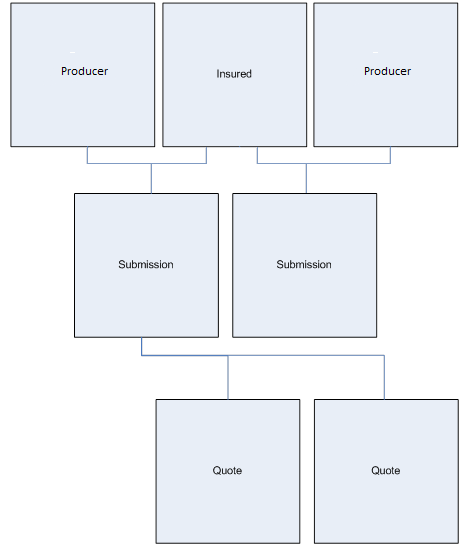 Producer
Insured
Producer
Submission
Submission
Quote
Quote